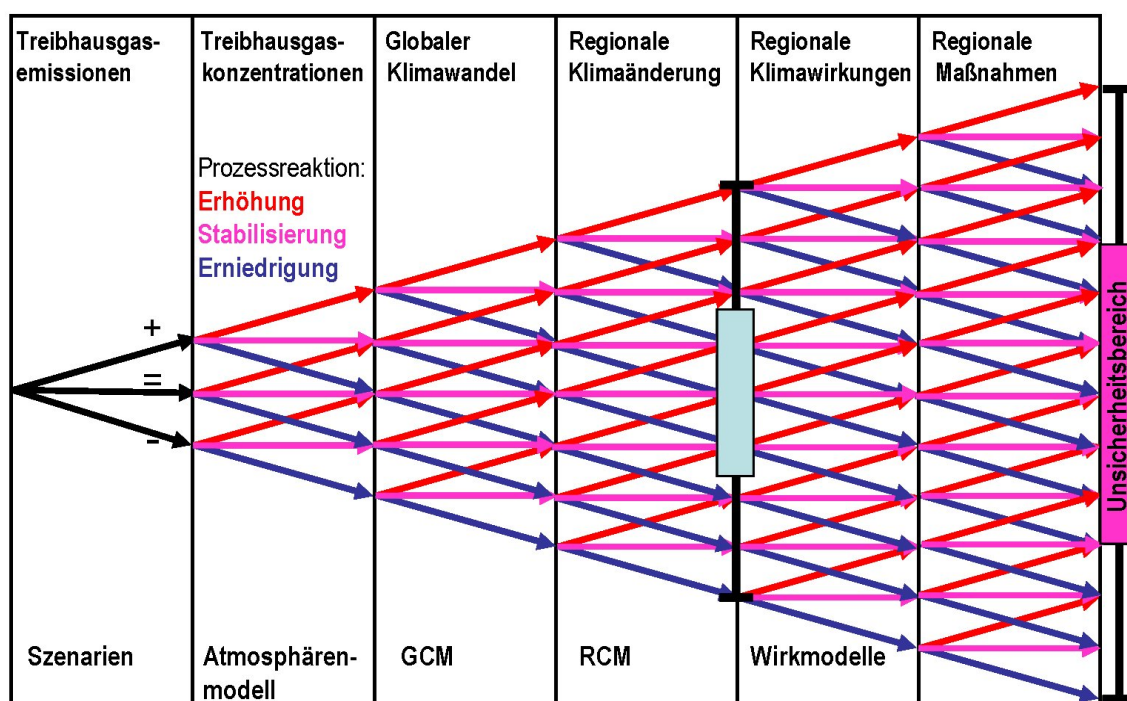 Treibhausgas-
emissionen
Treibhausgas-
konzentrationen
Globaler
Klimawandel
Regionale
Klimaänderung
Regionale
Klimawirkungen
Regionale
Maßnahmen
Prozessreaktion:
Erhöhung
Stabilisierung
Erniedrigung
+
=
-
Unsicherheitsbereich
Szenarien
Atmosphären-
modell
GCM
RCM
Wirkmodelle